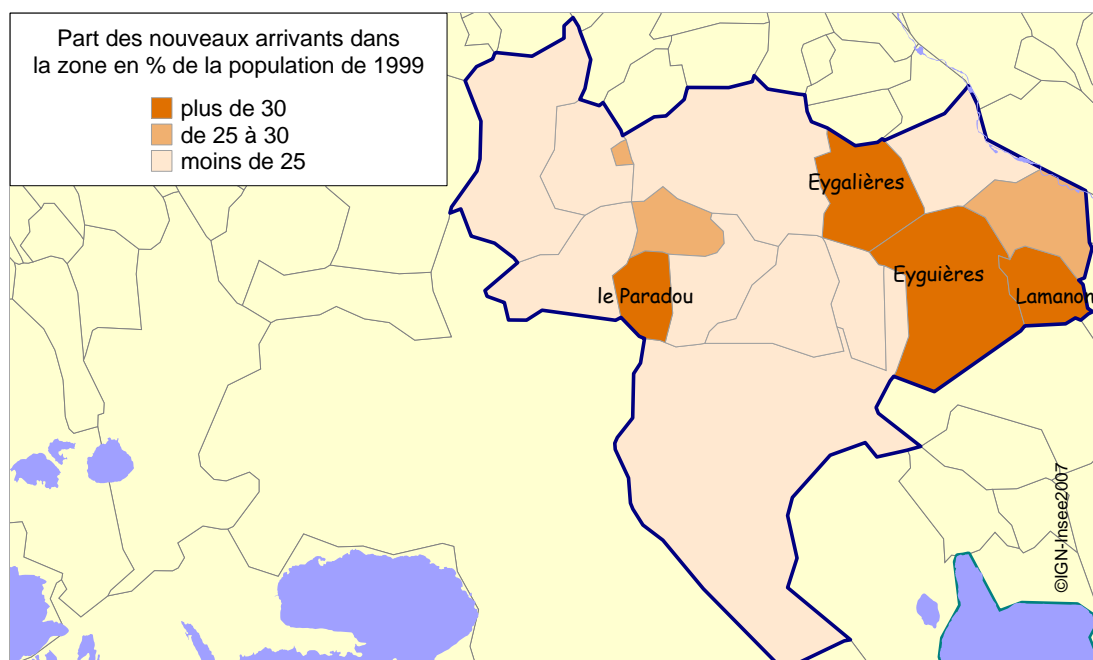 Part des nouveaux arrivants dans
la zone en % de la population de 1999
plus de 30
de 25 à 30
moins de 25
Eygalières
Eyguières
le Paradou
Lamanon
©IGN-Insee2007